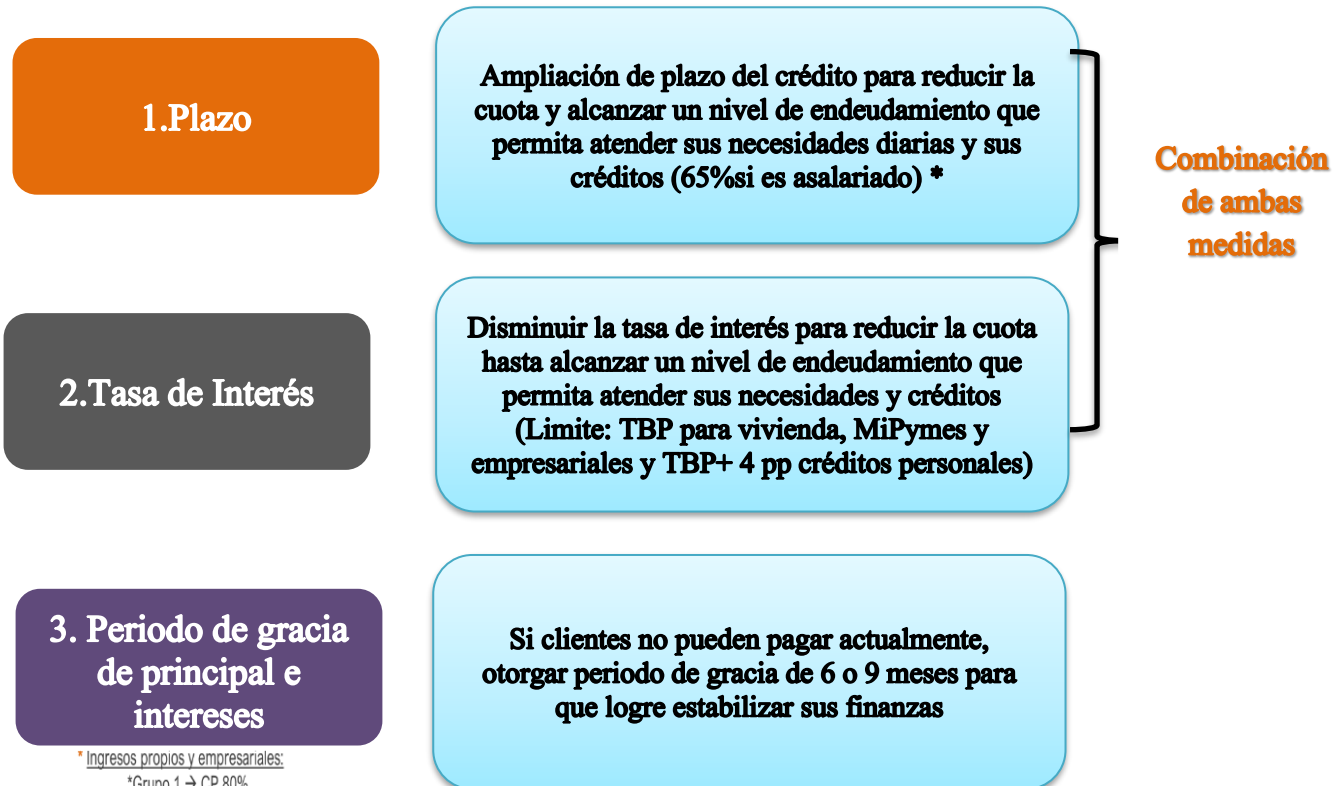 1.Plazo
Ampliación de plazo del crédito para reducir la
cuota y alcanzar un nivel de endeudamiento que
permita atender sus necesidades diarias y sus
créditos (65%si es asalariado) *
Combinación
de ambas
medidas
2.Tasa de Interés
Disminuir la tasa de interés para reducir la cuota
hasta alcanzar un nivel de endeudamiento que
permita atender sus necesidades y créditos
(Limite: TBP para vivienda, MiPymes y
empresariales y TBP+ 4 pp créditos personales)
3. Periodo de gracia
de principal e
intereses
Si clientes no pueden pagar actualmente,
otorgar periodo de gracia de 6 o 9 meses para
que logre estabilizar sus finanzas
* Ingresos propios y empresariales:
*Grupo 1 → CP 80%